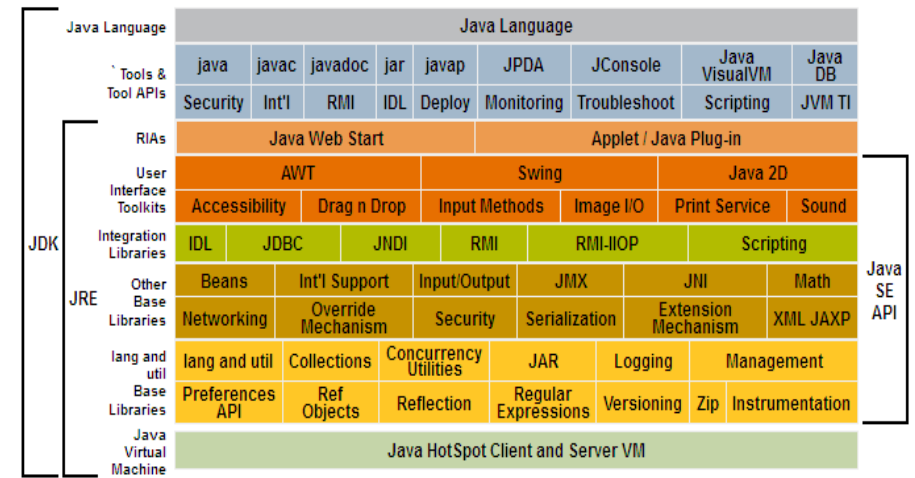 Java Language Java Language
` Tools &
Tool APIs
java javac javadoc jar javap JPDA JConsole Java VisualVM Java DB
Security Int'l RMI IDL Deploy Monitoring Troubleshoot Scripting JVM TI
RIAs Java Web Start Applet / Java Plug-in
User
Interface
Toolkits
AWT Swing Java 2D
Accessibility Drag n Drop Input Methods Image I/O Print Service Sound
Integration
Libraries
IDL JDBC JNDI RMI RMI-IIOP Scripting
Other
Base
Libraries
Beans Int'l Support Input/Output JMX JNI Math
Networking Override Mechanism Security Serialization Extension Mechanism XML JAXP
lang and
util
Base
Libraries
lang and util Collections Concurrency Utilities JAR Logging Management
Preferences API Ref Objects Reflection Regular Expressions Versioning Zip Instrumentation
Java
Virtual
Machine
Java HotSpot Client and Server VM
JDK
JRE
Java
SE
API